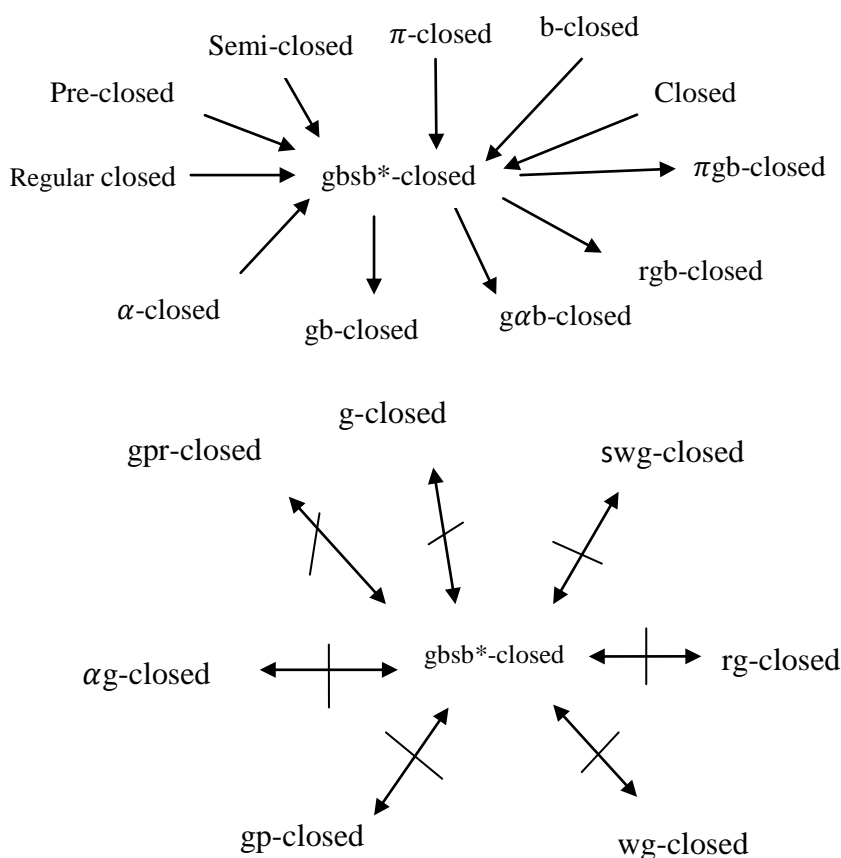 Semi-closed
𝜋-closed
b-closed
Pre-closed
Closed
Regular closed
gbsb*-closed
𝜋gb-closed
rgb-closed
𝛼-closed
gb-closed
g𝛼b-closed
g-closed
gpr-closed
swg-closed
𝛼g-closed
gbsb*-closed
rg-closed
gp-closed
wg-closed